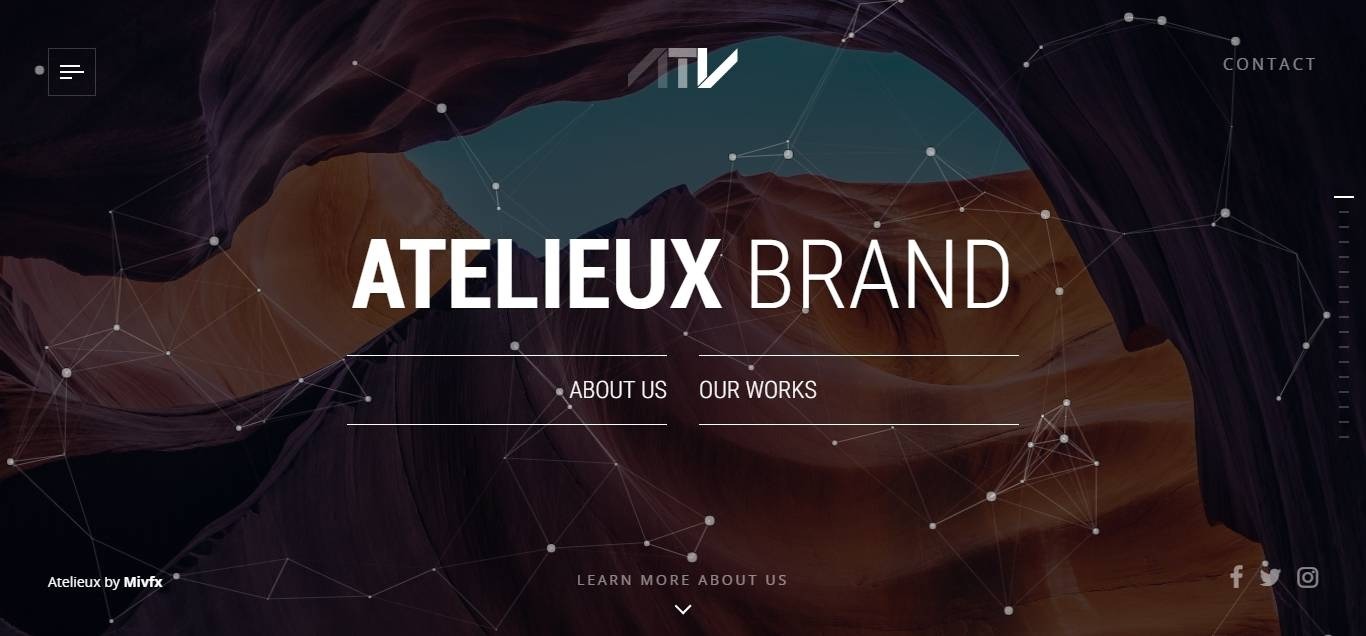 ATV
CONTACT
ATELIEUX BRAND
ABOUT US
OUR WORKS
LEARN MORE ABOUT US
Atelieux by Mivfx